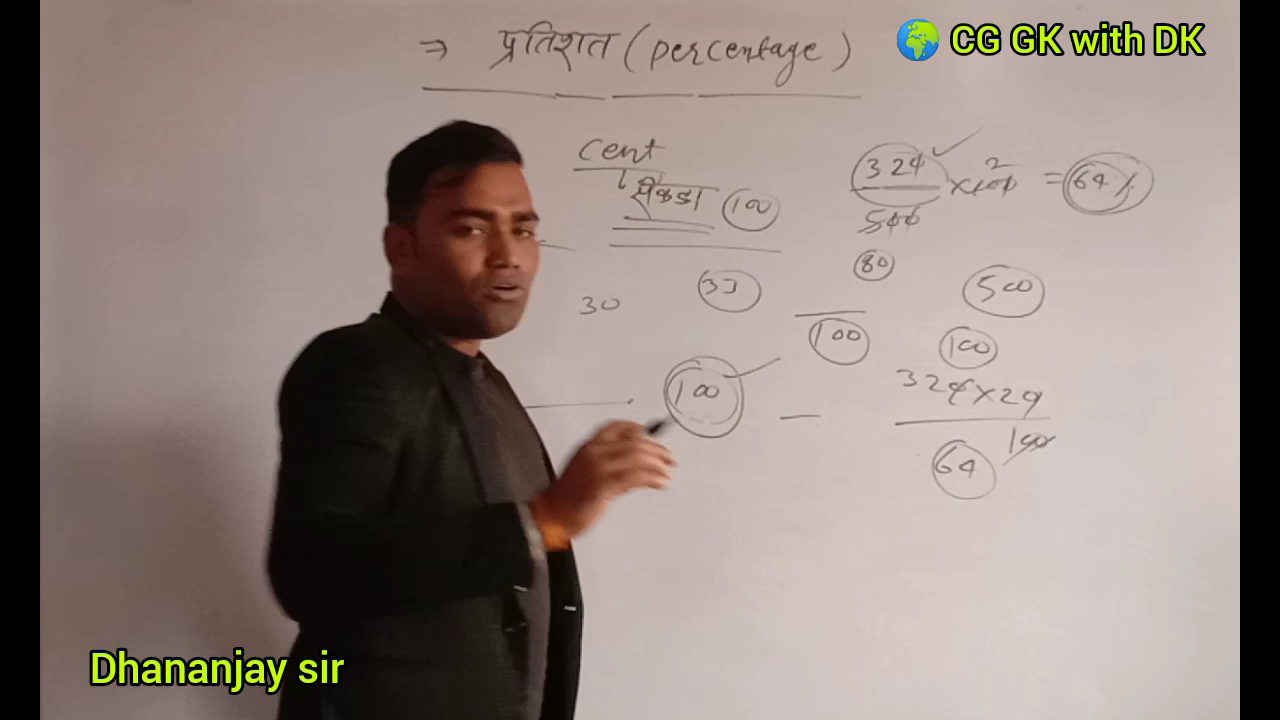 ⇒ प्रतिशत (percentage)
CG GK with DK
cent
सैकडा 100
324/500 × 100 2 = 64%
80
30
33
500
100
100
100
324 × 20
100
64
Dhananjay sir